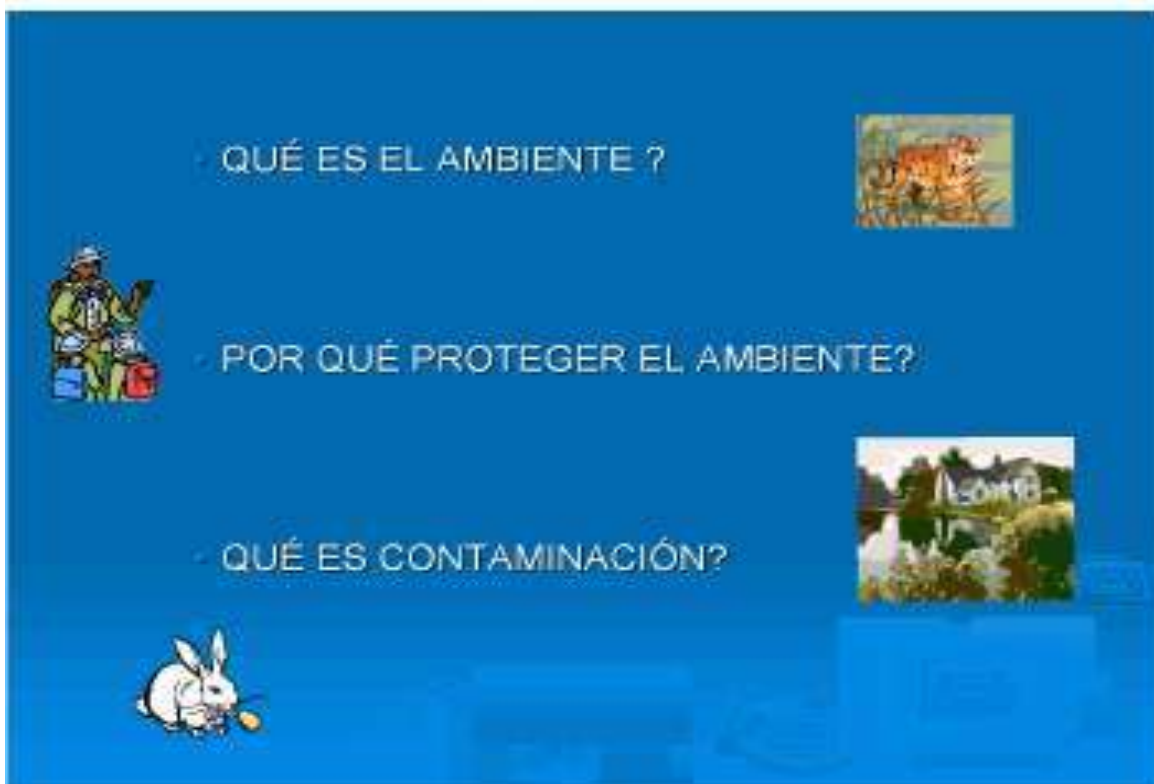 QUÉ ES EL AMBIENTE ?
POR QUÉ PROTEGER EL AMBIENTE?
QUÉ ES CONTAMINACIÓN?